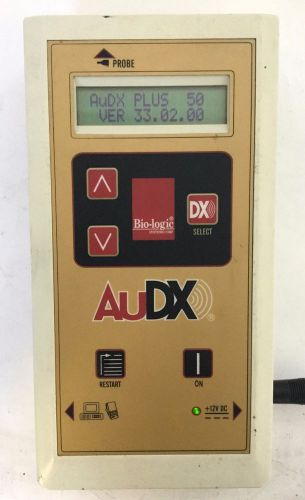 PROBE
AuDX PLUS 50
VER 33.02.00
DX
Bio-logic®
SELECT
AuDX®
RESTART
ON
+12V DC